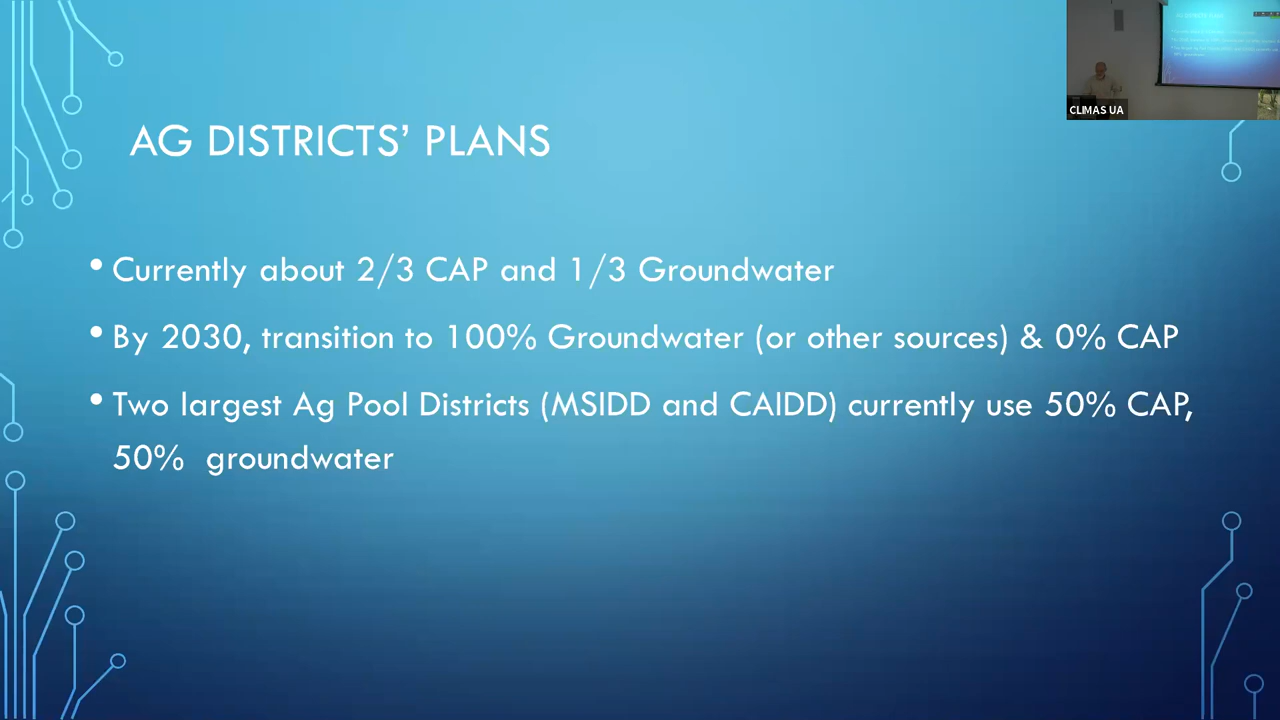 CLIMAS UA
AG DISTRICTS’ PLANS
• Currently about 2/3 CAP and 1/3 Groundwater
• By 2030, transition to 100% Groundwater (or other sources) & 0% CAP
• Two largest Ag Pool Districts (MSIDD and CAIDD) currently use 50% CAP,
50% groundwater